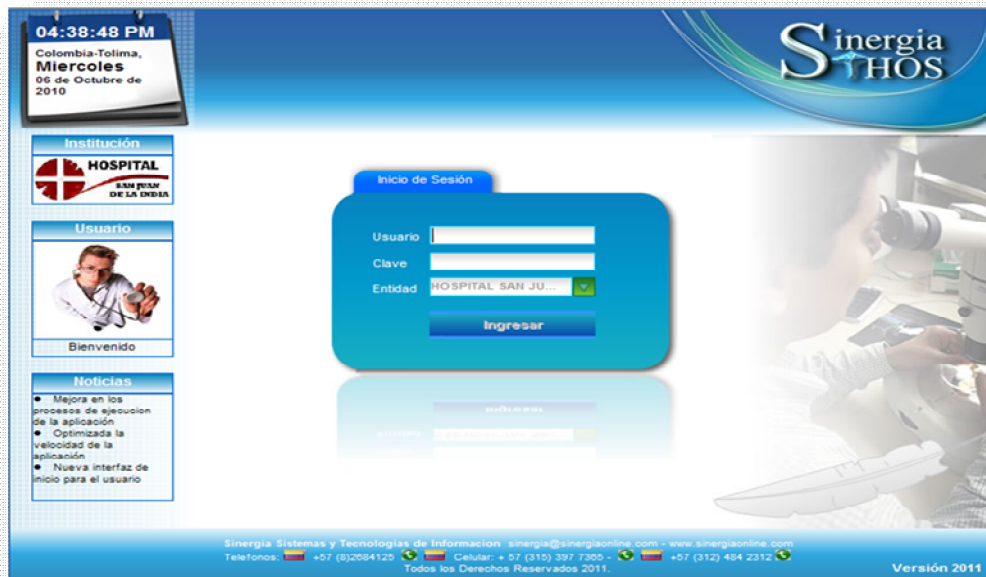 04:38:48 PM
Colombia-Tolima,
Miercoles
06 de Octubre de
2010
Sinergia
HOS
Institución
HOSPITAL
SAN JUAN
DE LA INDIA
Usuario
Bienvenido
Noticias
● Mejora en los
procesos de ejecucion
de la aplicación
● Optimizada la
velocidad de la
aplicación
● Nueva interfaz de
inicio para el usuario
Inicio de Sesión
Usuario
Clave
Entidad HOSPITAL SAN JU...
Ingresar
Sinergia Sistemas y Tecnologias de Informacion sinergia@sinergiaonline.com - www.sinergiaonline.com
Telefonos: +57 (8)2684125 Celular: + 57 (315) 397 7365 - +57 (312) 484 2312
Todos los Derechos Reservados 2011.
Versión 2011